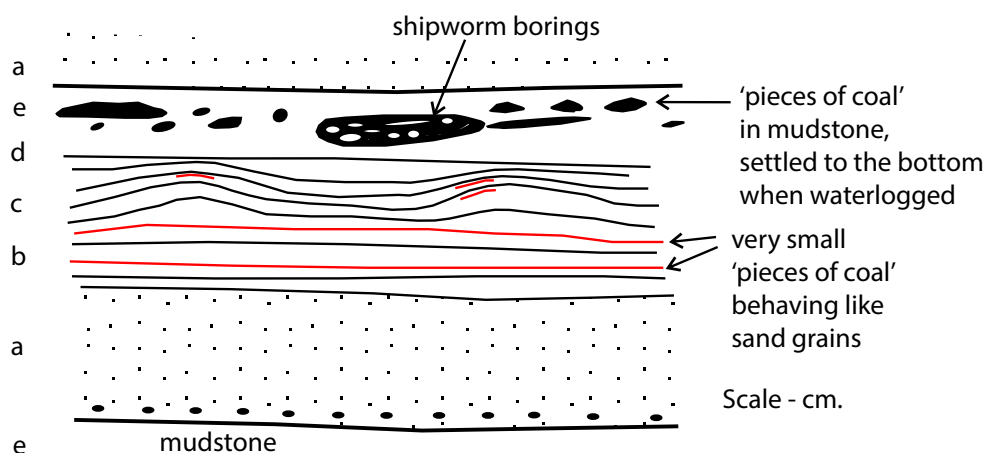 shipworm borings
a
e
'pieces of coal'
in mudstone,
settled to the bottom
when waterlogged
d
c
very small
'pieces of coal'
behaving like
sand grains
b
a
Scale - cm.
e
mudstone